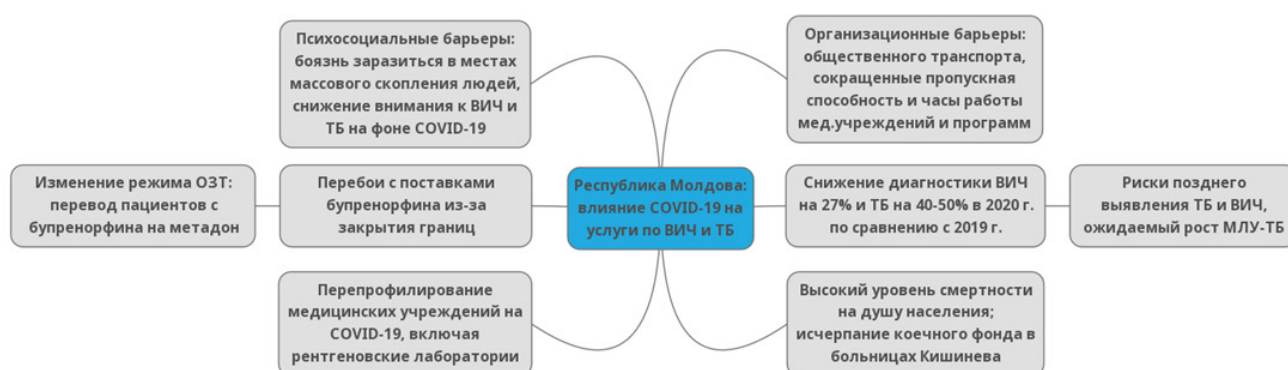 Психосоциальные барьеры:
боязнь заразиться в местах
массового скопления людей,
снижение внимания к ВИЧ и
ТБ на фоне COVID-19
Организационные барьеры:
общественного транспорта,
сокращенные пропускная
способность и часы работы
мед.учреждений и программ
Изменение режима ОЗТ:
перевод пациентов с
бупренорфина на метадон
Перебои с поставками
бупренорфина из-за
закрытия границ
Республика Молдова:
влияние COVID-19 на
услуги по ВИЧ и ТБ
Снижение диагностики ВИЧ
на 27% и ТБ на 40-50% в 2020 г.
по сравнению с 2019 г.
Риски позднего
выявления ТБ и ВИЧ,
ожидаемый рост МЛУ-ТБ
Перепрофилирование
медицинских учреждений на
COVID-19, включая
рентгеновские лаборатории
Высокий уровень смертности
на душу населения;
исчерпание коечного фонда в
больницах Кишинева